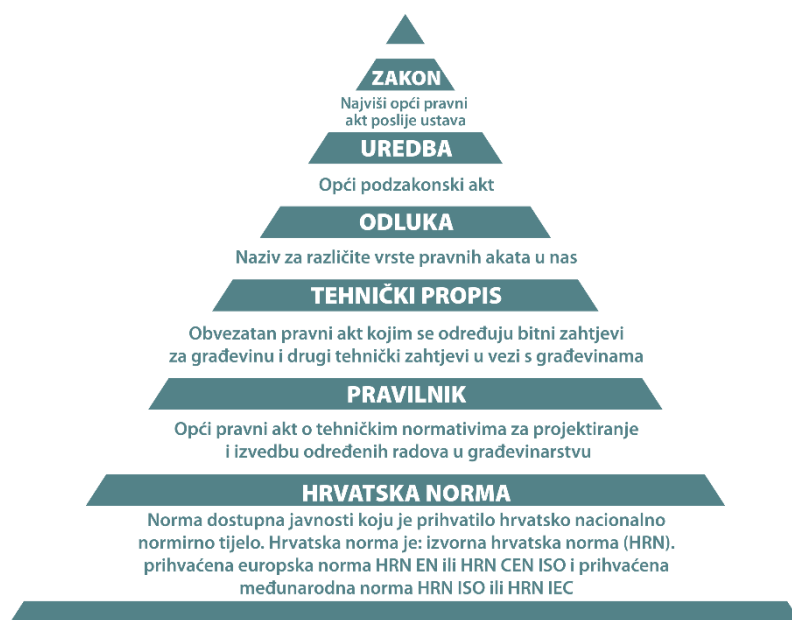 ZAKON
Najviši opći pravni
akt poslije ustava
UREDBA
Opći podzakonski akt
ODLUKA
Naziv za različite vrste pravnih akata u nas
TEHNIČKI PROPIS
Obvezatan pravni akt kojim se određuju bitni zahtjevi
za građevinu i drugi tehnički zahtjevi u vezi s građevinama
PRAVILNIK
Opći pravni akt o tehničkim normativima za projektiranje
i izvedbu određenih radova u građevinarstvu
HRVATSKA NORMA
Norma dostupna javnosti koju je prihvatilo hrvatsko nacionalno
normirno tijelo. Hrvatska norma je: izvorna hrvatska norma (HRN).
prihvaćena europska norma HRN EN ili HRN CEN ISO i prihvaćena
međunarodna norma HRN ISO ili HRN IEC